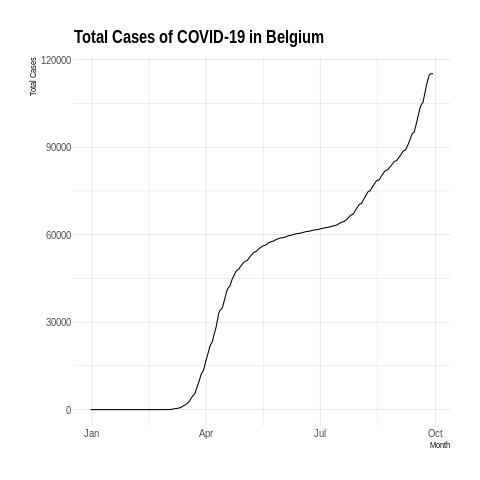 Total Cases of COVID-19 in Belgium
Total Cases
120000
90000
60000
30000
0
Jan Apr Jul Oct
Month